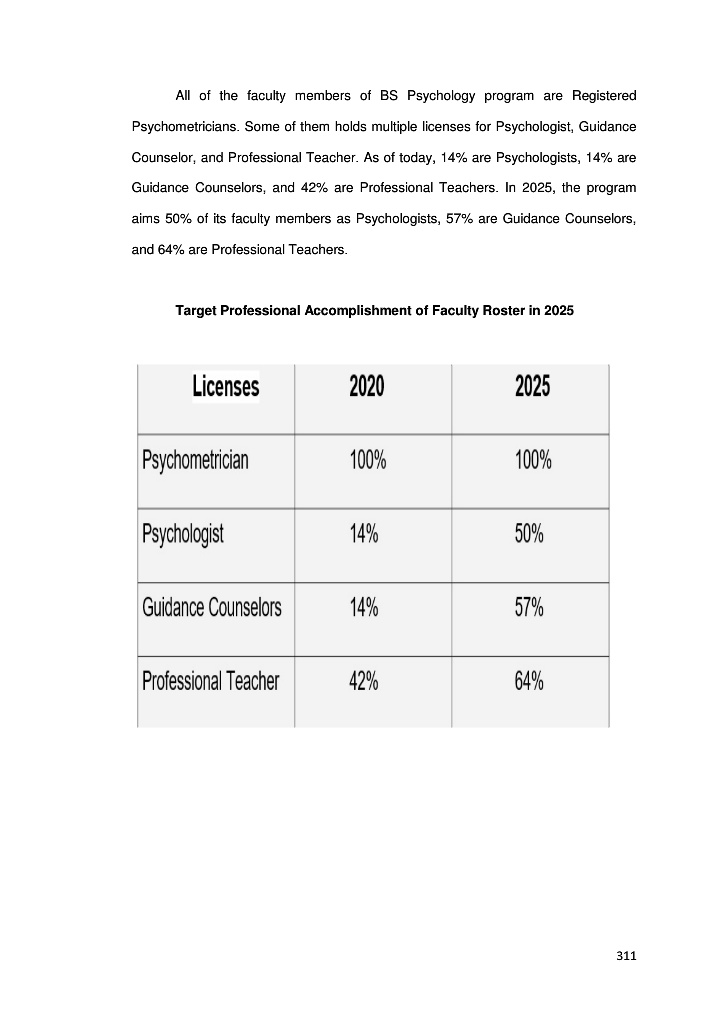 All of the faculty members of BS Psychology program are Registered
Psychometricians. Some of them holds multiple licenses for Psychologist, Guidance
Counselor, and Professional Teacher. As of today, 14% are Psychologists, 14% are
Guidance Counselors, and 42% are Professional Teachers. In 2025, the program
aims 50% of its faculty members as Psychologists, 57% are Guidance Counselors,
and 64% are Professional Teachers.
Target Professional Accomplishment of Faculty Roster in 2025
Licenses 2020 2025
Psychometrician 100% 100%
Psychologist 14% 50%
Guidance Counselors 14% 57%
Professional Teacher 42% 64%
311